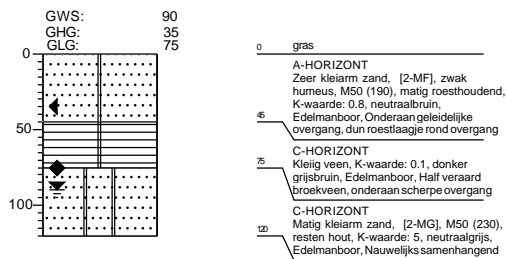 GWS: 90
GHG: 35
GLG: 75
0
50
100
0 gras
A-HORIZONT
Zeer kleiarm zand, [2-MF], zwak
humeus, M50 (190), matig roesthoudend,
K-waarde: 0.8, neutraalbruin,
Edelmanboor, Onderaan geleidelijke
overgang, dun roestlaagje rond overgang
45
C-HORIZONT
Kleiig veen, K-waarde: 0.1, donker
grijsbruin, Edelmanboor, Half veraard
broekveen, onderaan scherpe overgang
75
C-HORIZONT
Matig kleiarm zand, [2-MG], M50 (230),
resten hout, K-waarde: 5, neutraalgrijs,
Edelmanboor, Nauwelijks samenhangend
120